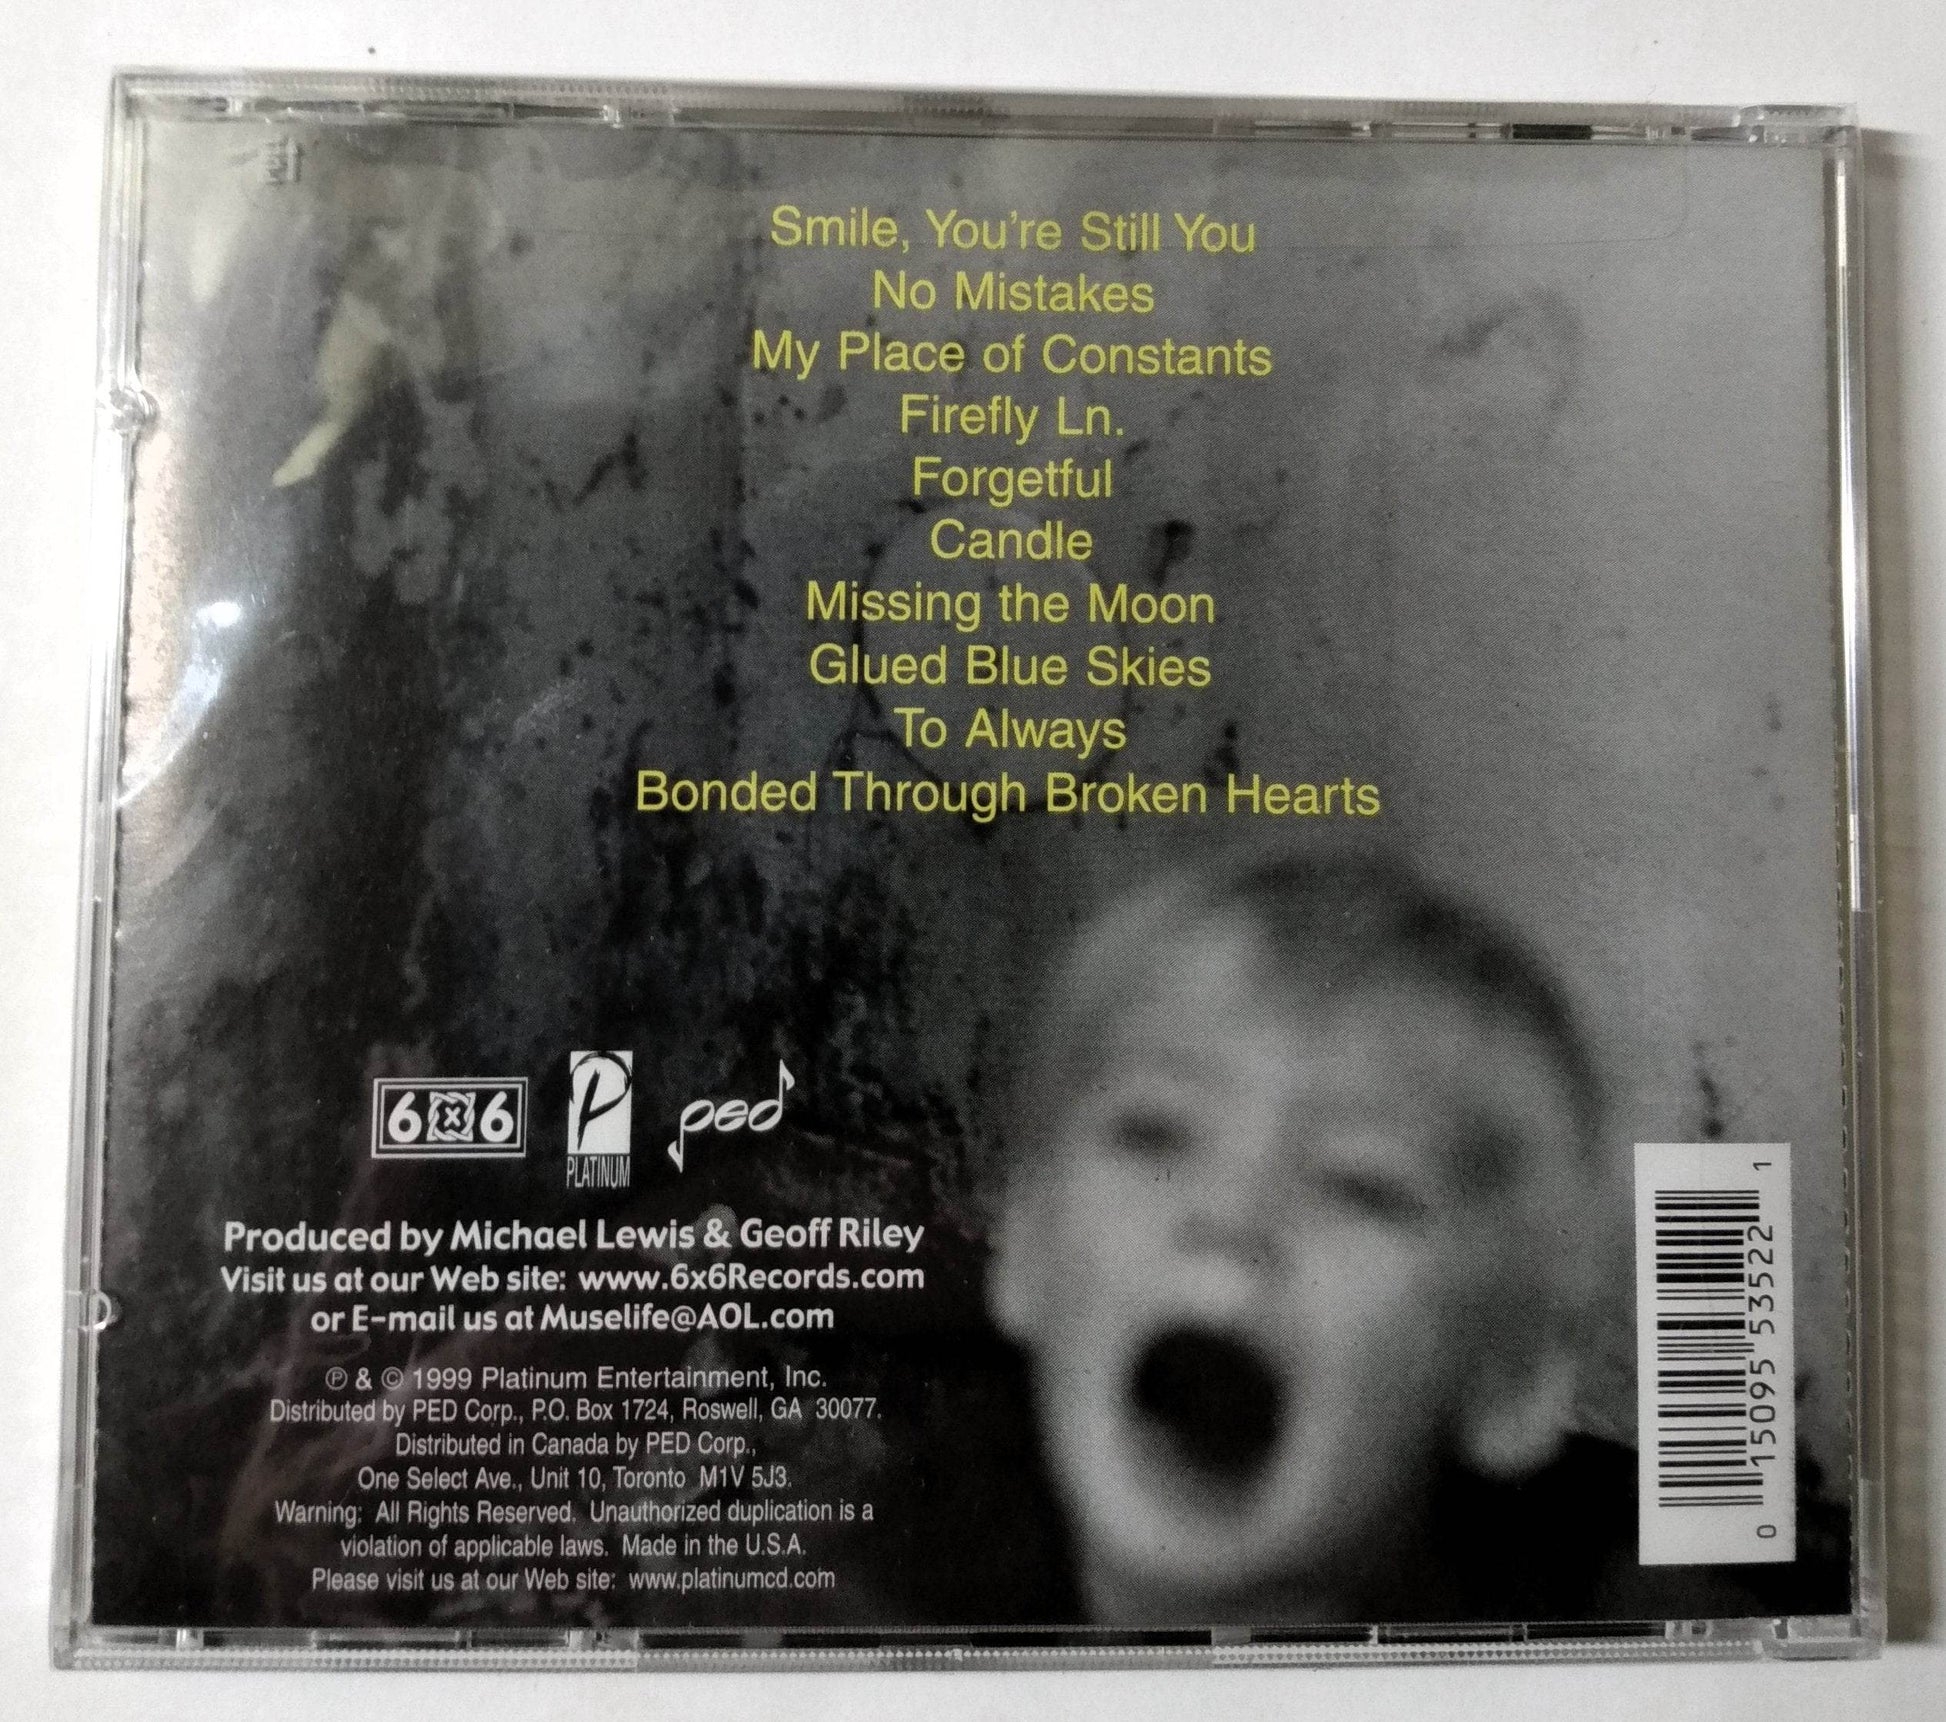 Smile, You're Still You
No Mistakes
My Place of Constants
Firefly Ln.
Forgetful
Candle
Missing the Moon
Glued Blue Skies
To Always
Bonded Through Broken Hearts
6x6
P
PLATINUM
ped
Produced by Michael Lewis & Geoff Riley
Visit us at our Web site: www.6x6Records.com
or E-mail us at Muselife@AOL.com
℗ & © 1999 Platinum Entertainment, Inc.
Distributed by PED Corp., P.O. Box 1724, Roswell, GA 30077.
Distributed in Canada by PED Corp.,
One Select Ave., Unit 10, Toronto M1V 5J3.
Warning: All Rights Reserved. Unauthorized duplication is a
violation of applicable laws. Made in the U.S.A.
Please visit us at our Web site: www.platinumcd.com
0 15095 53522 1